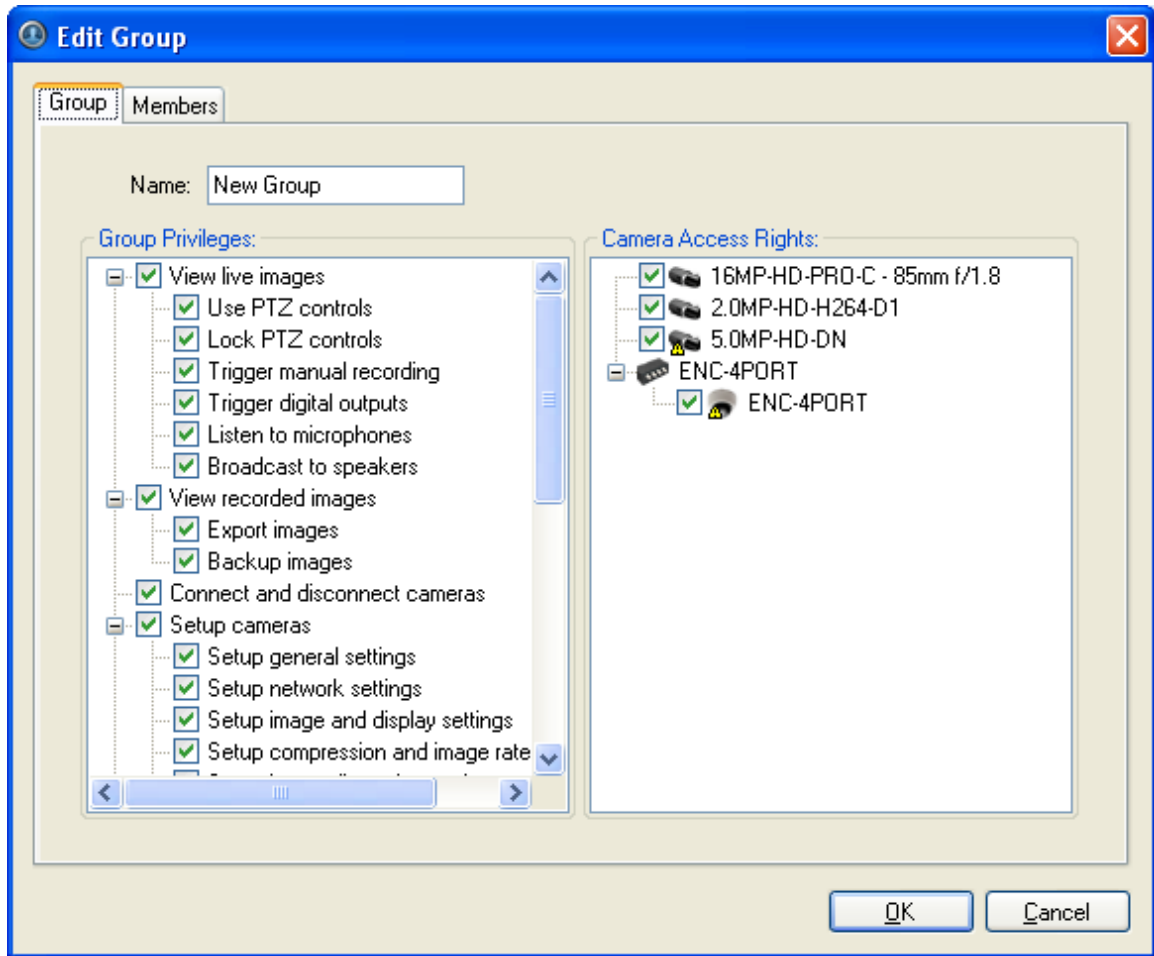 Edit Group
Group
Members
Name:
New Group
Group Privileges:
View live images
Use PTZ controls
Lock PTZ controls
Trigger manual recording
Trigger digital outputs
Listen to microphones
Broadcast to speakers
View recorded images
Export images
Backup images
Connect and disconnect cameras
Setup cameras
Setup general settings
Setup network settings
Setup image and display settings
Setup compression and image rate
Camera Access Rights:
16MP-HD-PRO-C - 85mm f/1.8
2.0MP-HD-H264-D1
5.0MP-HD-DN
ENC-4PORT
ENC-4PORT
OK
Cancel